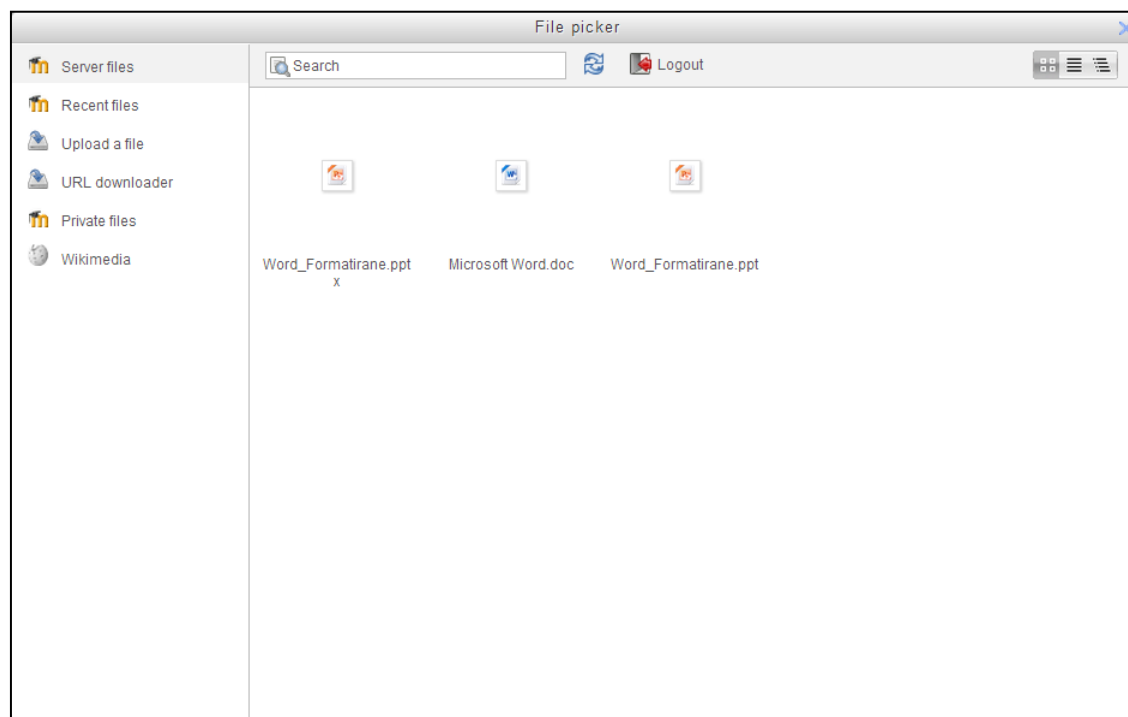 File picker
Server files
Recent files
Upload a file
URL downloader
Private files
Wikimedia
Search
Logout
Word_Formatirane.ppt
x
Microsoft Word.doc
Word_Formatirane.ppt